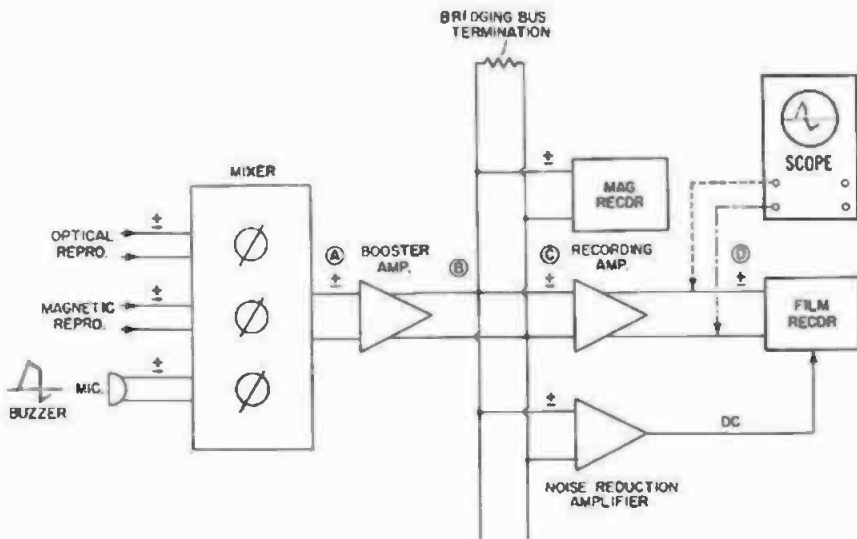 BRIDGING BUS
TERMINATION
SCOPE
MIXER
±
MAG
RECDR
±
OPTICAL
REPRO.
Ⓐ
±
BOOSTER
AMP.
Ⓑ
Ⓒ
±
RECORDING
AMP.
Ⓓ
±
FILM
RECDR
±
MAGNETIC
REPRO.
±
MIC.
BUZZER
±
DC
NOISE REDUCTION
AMPLIFIER